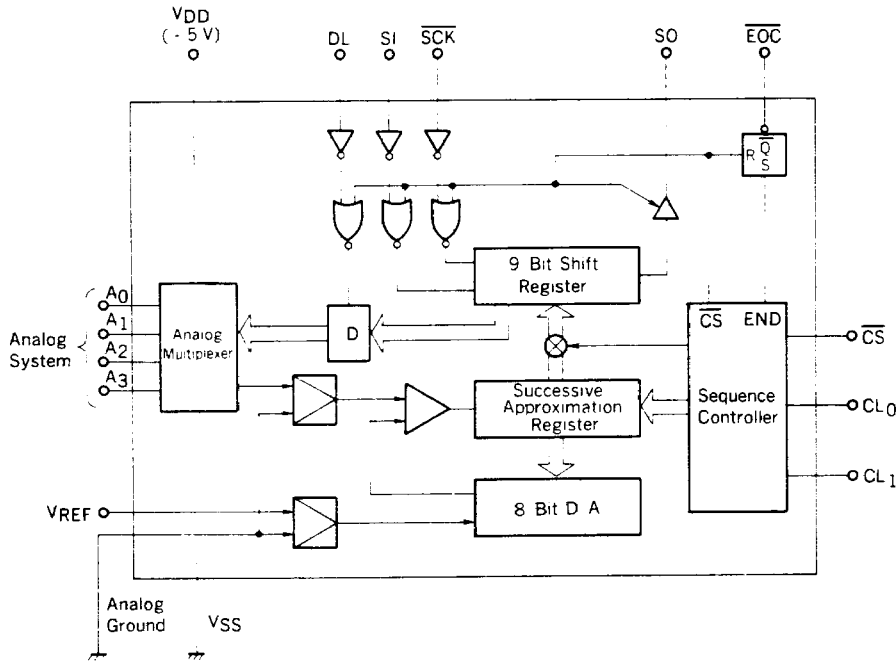 VDD
(-5V)
DL
SI
SCK
SO
EOC
R
Q
S
9 Bit Shift
Register
A0
A1
A2
A3
Analog
System
Analog
Multiplexer
D
CS
END
CS
Successive
Approximation
Register
Sequence
Controller
CL0
CL1
VREF
8 Bit D A
Analog
Ground
VSS